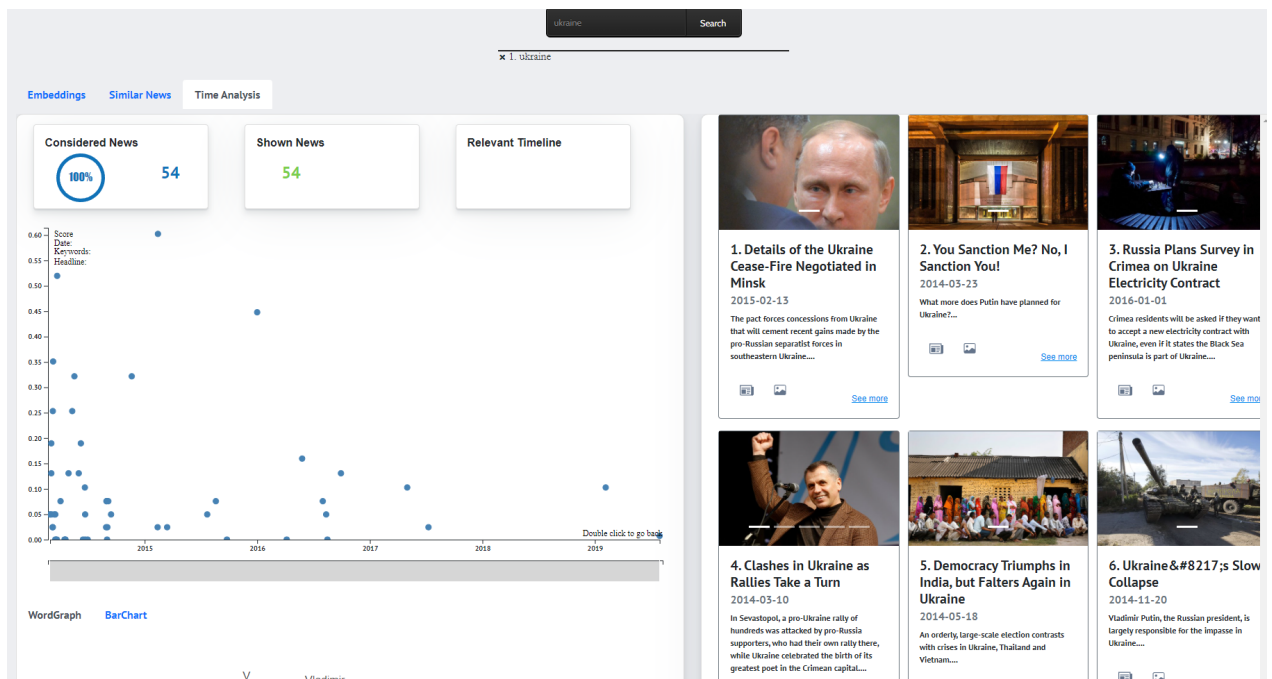 ukraine
Search
× 1. ukraine
Embeddings
Similar News
Time Analysis
Considered News
100%
54
Shown News
54
Relevant Timeline
Score
Date:
Keywords:
Headline:
0.60
0.55
0.50
0.45
0.40
0.35
0.30
0.25
0.20
0.15
0.10
0.05
0.00
Double click to go back
2015
2016
2017
2018
2019
WordGraph
BarChart
V
Vladimir
1. Details of the Ukraine
Cease-Fire Negotiated in
Minsk
2015-02-13
The pact forces concessions from Ukraine
that will cement recent gains made by the
pro-Russian separatist forces in
southeastern Ukraine....
See more
2. You Sanction Me? No, I
Sanction You!
2014-03-23
What more does Putin have planned for
Ukraine?...
See more
3. Russia Plans Survey in
Crimea on Ukraine
Electricity Contract
2016-01-01
Crimea residents will be asked if they want
to accept a new electricity contract with
Ukraine, even if it states the Black Sea
peninsula is part of Ukraine....
See mo
4. Clashes in Ukraine as
Rallies Take a Turn
2014-03-10
In Sevastopol, a pro-Ukraine rally of
hundreds was attacked by pro-Russia
supporters, who had their own rally there,
while Ukraine celebrated the birth of its
greatest poet in the Crimean capital....
5. Democracy Triumphs in
India, but Falters Again in
Ukraine
2014-05-18
An orderly, large-scale election contrasts
with crises in Ukraine, Thailand and
Vietnam....
6. Ukraine&#8217;s Slow
Collapse
2014-11-20
Vladimir Putin, the Russian president, is
largely responsible for the impasse in
Ukraine....